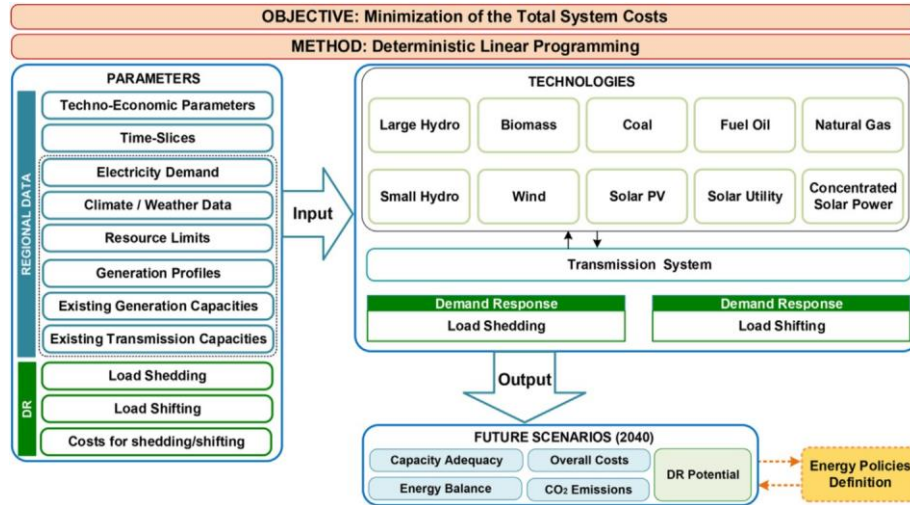 OBJECTIVE: Minimization of the Total System Costs
METHOD: Deterministic Linear Programming
PARAMETERS
REGIONAL DATA
Techno-Economic Parameters
Time-Slices
Electricity Demand
Climate / Weather Data
Resource Limits
Generation Profiles
Existing Generation Capacities
Existing Transmission Capacities
DR
Load Shedding
Load Shifting
Costs for shedding/shifting
Input
TECHNOLOGIES
Large Hydro
Biomass
Coal
Fuel Oil
Natural Gas
Small Hydro
Wind
Solar PV
Solar Utility
Concentrated
Solar Power
Transmission System
Demand Response
Load Shedding
Demand Response
Load Shifting
Output
FUTURE SCENARIOS (2040)
Capacity Adequacy
Overall Costs
Energy Balance
CO₂ Emissions
DR Potential
Energy Policies
Definition